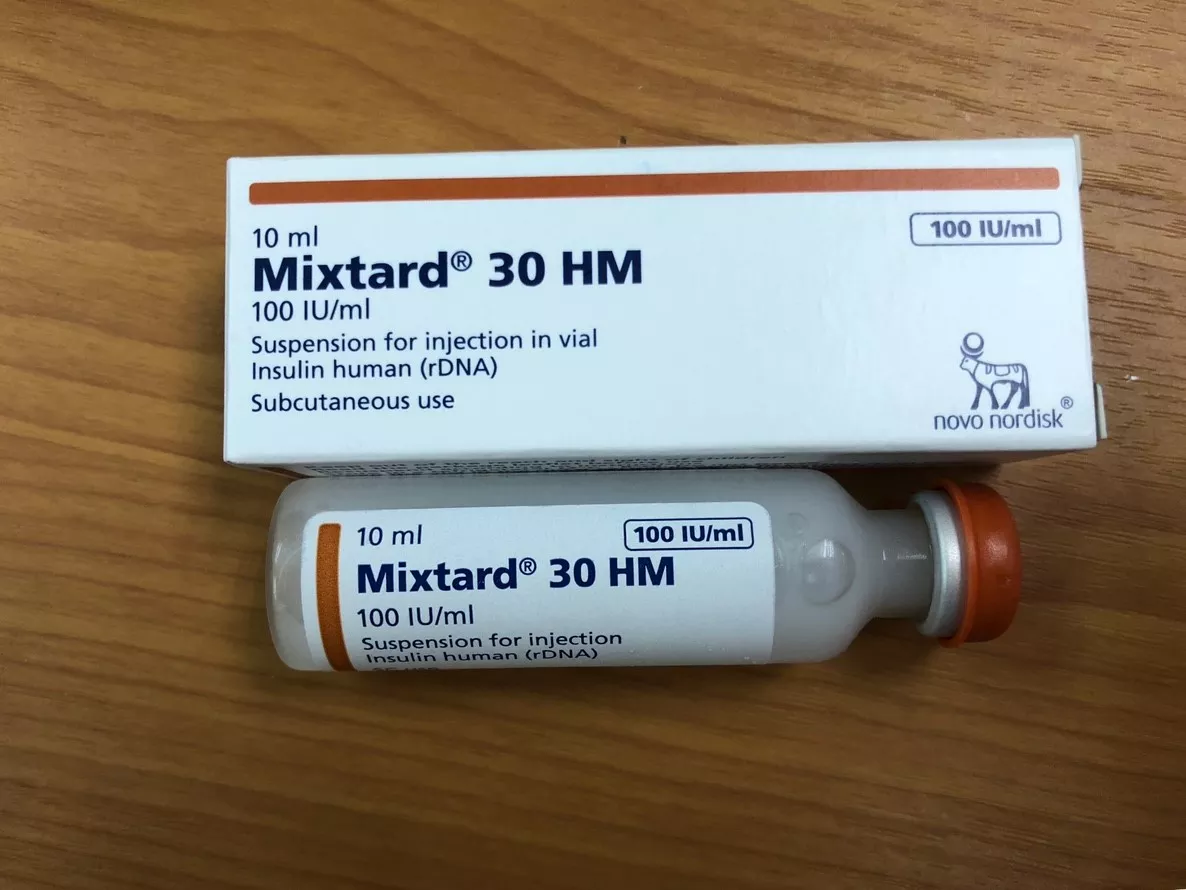 10 ml
Mixtard® 30 HM
100 IU/ml
100 IU/ml
Suspension for injection in vial
Insulin human (rDNA)
Subcutaneous use
novo nordisk®
10 ml
Mixtard® 30 HM
100 IU/ml
100 IU/ml
Suspension for injection
Insulin human (rDNA)